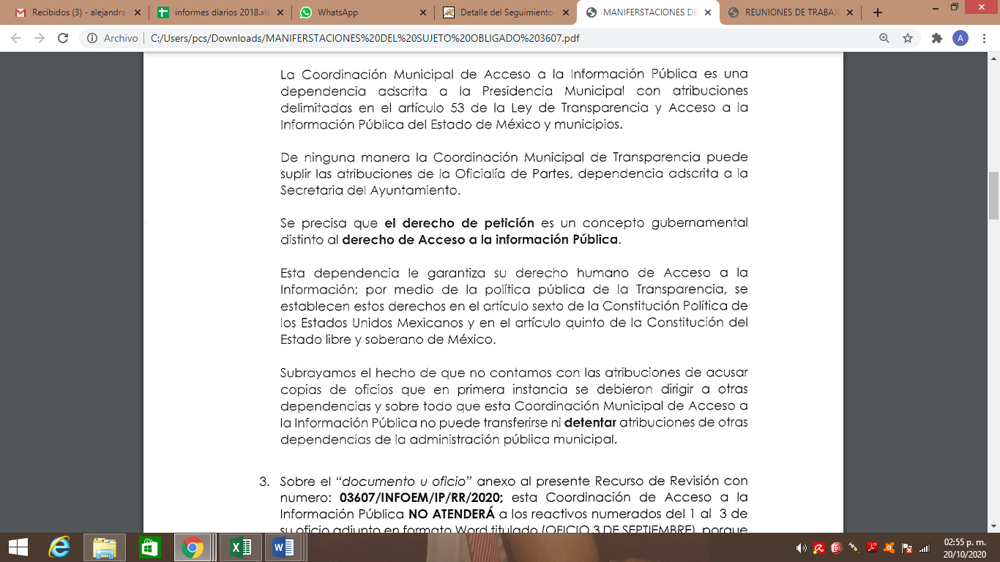 Recibidos (3) - alejandra
informes diarios 2018.xls
WhatsApp
Detalle del Seguimiento
MANIFERSTACIONES DE
REUNIONES DE TRABAJO
Archivo
C:/Users/pcs/Downloads/MANIFERSTACIONES%20DEL%20SUJETO%20OBLIGADO%203607.pdf
A
La Coordinación Municipal de Acceso a la Información Pública es una
dependencia adscrita a la Presidencia Municipal con atribuciones
delimitadas en el artículo 53 de la Ley de Transparencia y Acceso a la
Información Pública del Estado de México y municipios.
De ninguna manera la Coordinación Municipal de Transparencia puede
suplir las atribuciones de la Oficialía de Partes, dependencia adscrita a la
Secretaria del Ayuntamiento.
Se precisa que el derecho de petición es un concepto gubernamental
distinto al derecho de Acceso a la información Pública.
Esta dependencia le garantiza su derecho humano de Acceso a la
Información; por medio de la política pública de la Transparencia, se
establecen estos derechos en el artículo sexto de la Constitución Política de
los Estados Unidos Mexicanos y en el artículo quinto de la Constitución del
Estado libre y soberano de México.
Subrayamos el hecho de que no contamos con las atribuciones de acusar
copias de oficios que en primera instancia se debieron dirigir a otras
dependencias y sobre todo que esta Coordinación Municipal de Acceso a
la Información Pública no puede transferirse ni detentar atribuciones de otras
dependencias de la administración pública municipal.
3. Sobre el “documento u oficio” anexo al presente Recurso de Revisión con
numero: 03607/INFOEM/IP/RR/2020; esta Coordinación de Acceso a la
Información Pública NO ATENDERÁ a los reactivos numerados del 1 al 3 de
su oficio adjunto en formato Word titulado (OFICIO 3 DE SEPTIEMBRE), porque
02:55 p. m.
20/10/2020